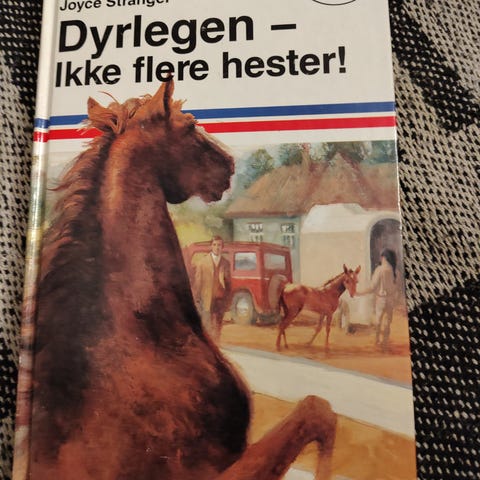 Joyce Stranger
Dyrlegen –
Ikke flere hester!